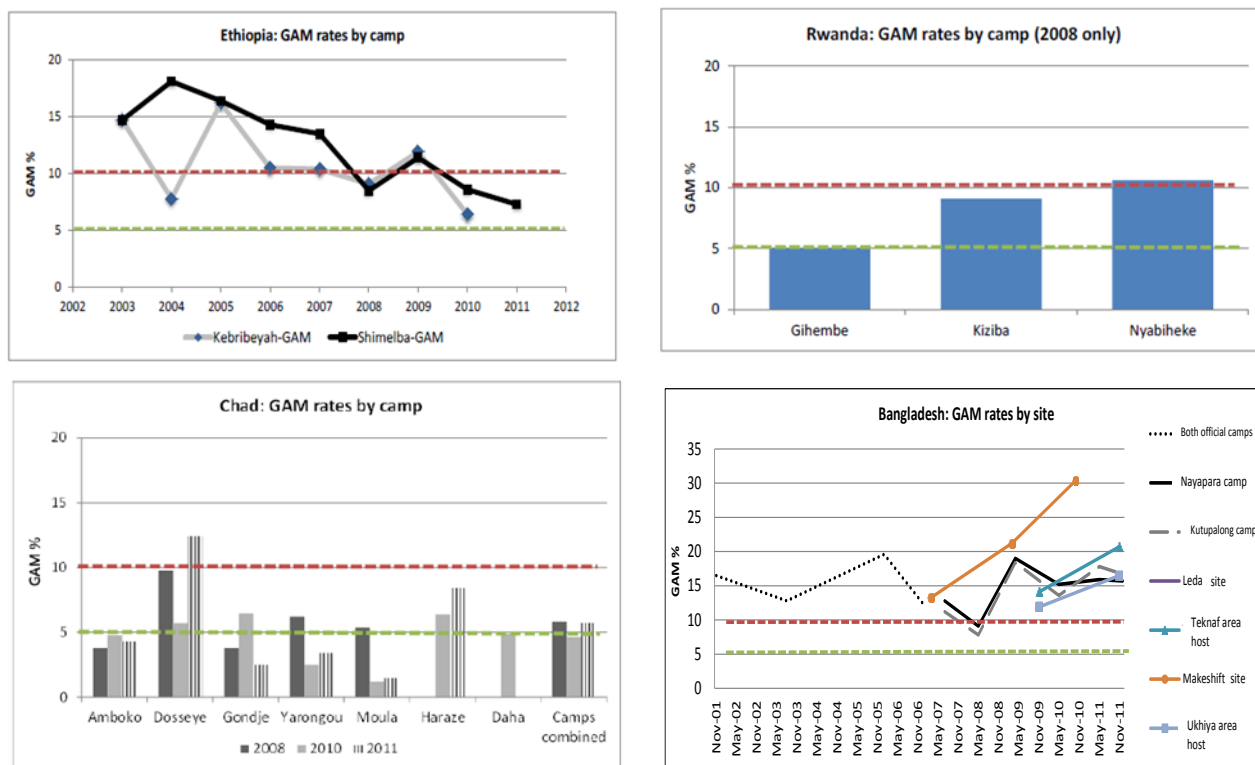 Ethiopia: GAM rates by camp
20
15
10
5
0
GAM %
2002 2003 2004 2005 2006 2007 2008 2009 2010 2011 2012
Kebribeyah-GAM Shimelba-GAM
Rwanda: GAM rates by camp (2008 only)
20
15
10
5
0
GAM %
Gihembe Kiziba Nyabiheke
Chad: GAM rates by camp
20
15
10
5
0
GAM %
Amboko Dosseye Gondje Yarongou Moula Haraze Daha Camps
combined
2008 2010 2011
Bangladesh: GAM rates by site
35
30
25
20
15
10
5
0
GAM %
Nov-01
May-02
Nov-02
May-03
Nov-03
May-04
Nov-04
May-05
Nov-05
May-06
Nov-06
May-07
Nov-07
May-08
Nov-08
May-09
Nov-09
May-10
Nov-10
May-11
Nov-11
Both official camps
Nayapara camp
Kutupalong camp
Leda site
Teknaf area
host
Makeshift site
Ukhiya area
host